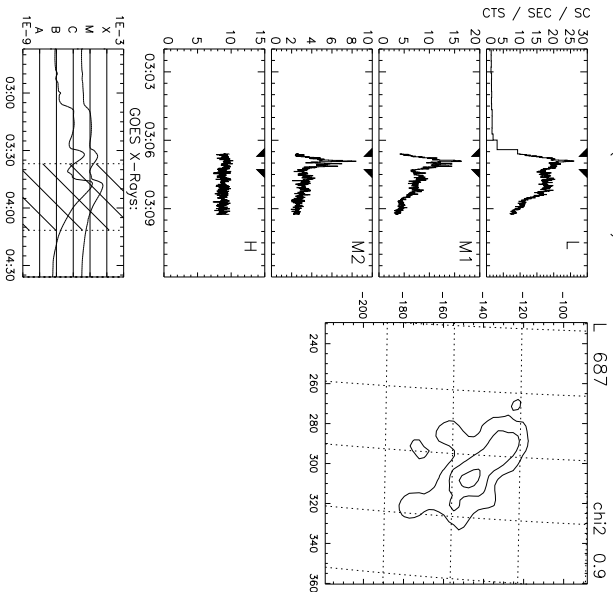 CTS / SEC / SC
0 5 10 15 20 25 30
L
0 5 10 15 20
M1
0 2 4 6 8 10
M2
0 5 10 15
H
03:03 03:06 03:09
GOES X-Rays:
1E-9 A B C M X 1E-3
03:00 03:30 04:00 04:30
L 687 chi2 0.9
-200 -180 -160 -140 -120 -100
240 260 280 300 320 340 360